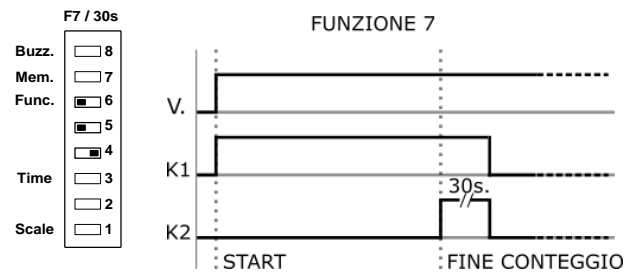 F7 / 30s
Buzz. 8
Mem. 7
Func. 6
5
4
Time 3
2
Scale 1
FUNZIONE 7
V.
K1
30s.
K2
START
FINE CONTEGGIO